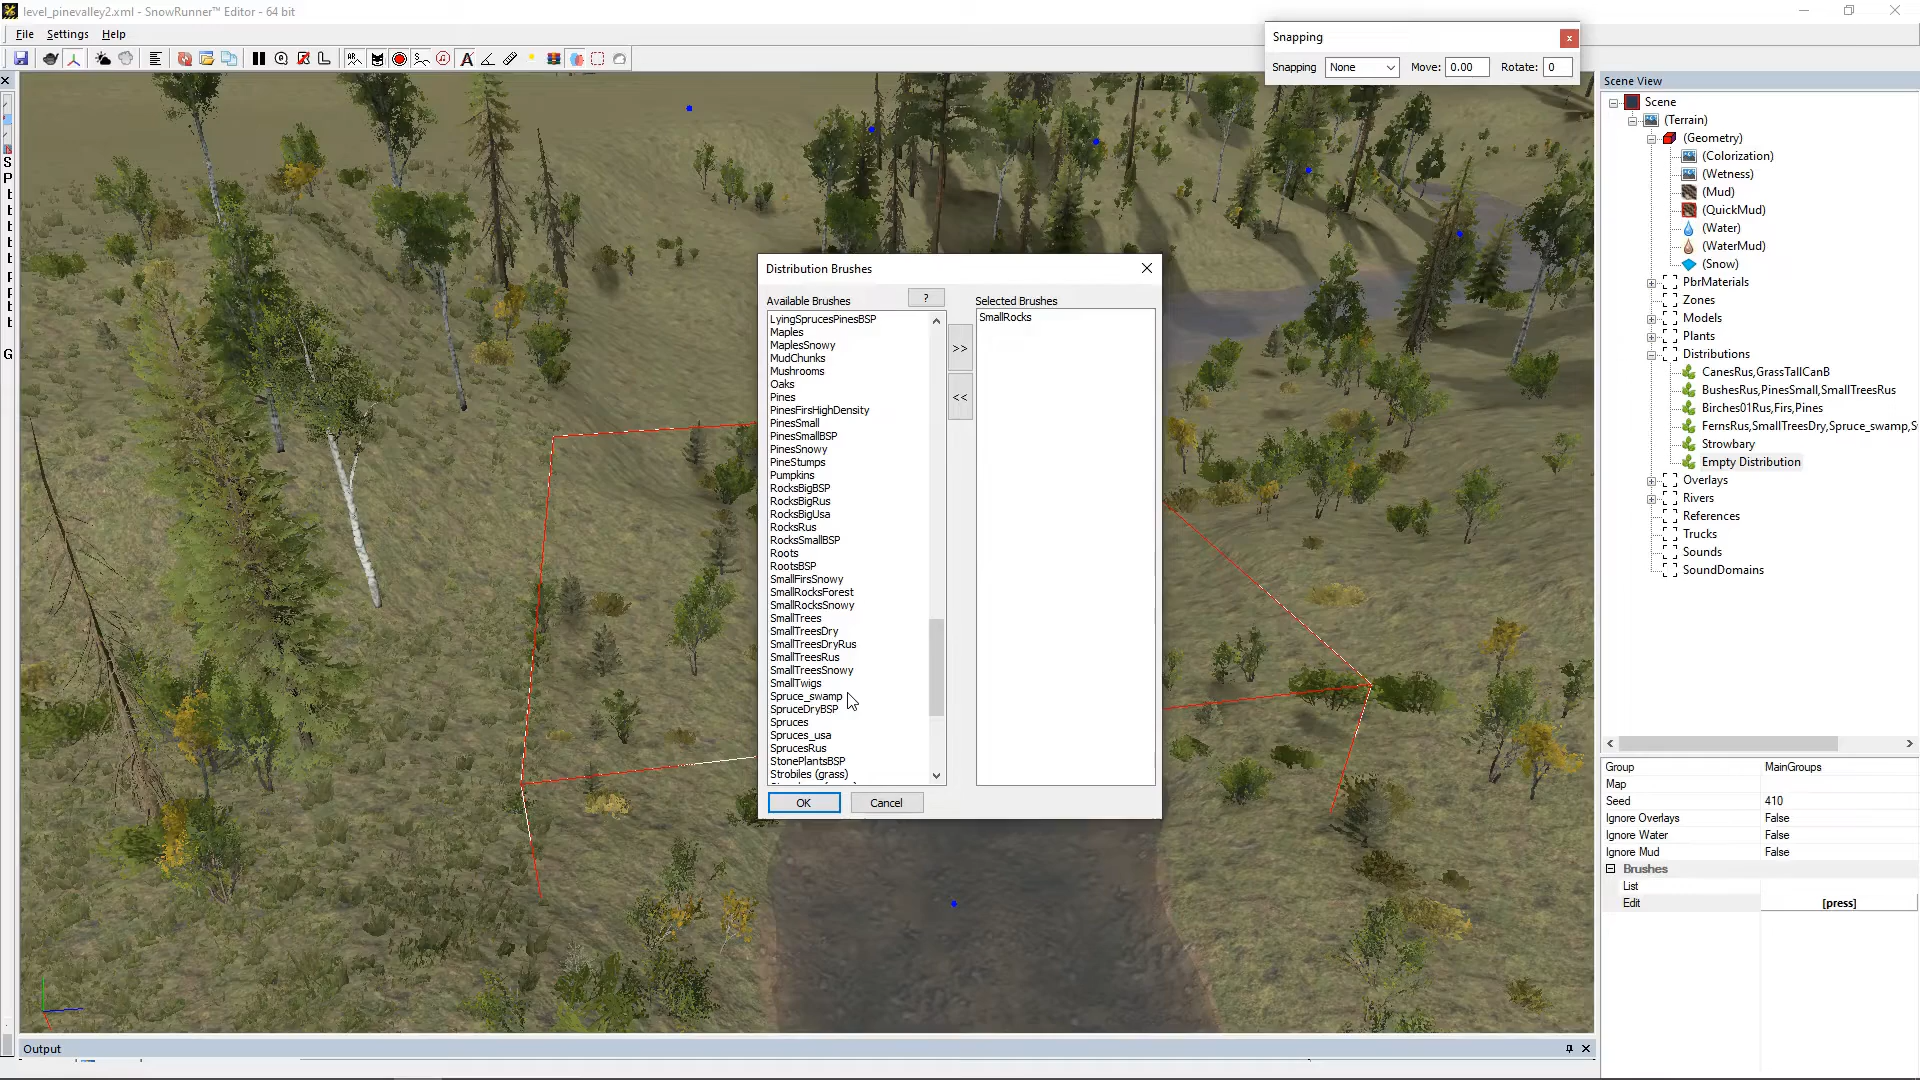 level_pinevalley2.xml - SnowRunner™ Editor - 64 bit
File Settings Help
Snapping
Snapping None Move: 0.00 Rotate: 0
Scene View
Scene
(Terrain)
(Geometry)
(Colorization)
(Wetness)
(Mud)
(QuickMud)
(Water)
(WaterMud)
(Snow)
PbrMaterials
Zones
Models
Plants
Distributions
CanesRus,GrassTallCanB
BushesRus,PinesSmall,SmallTreesRus
Birches01Rus,Firs,Pines
FernsRus,SmallTreesDry,Spruce_swamp,S
Strowbary
Empty Distribution
Overlays
Rivers
References
Trucks
Sounds
SoundDomains
Distribution Brushes
Available Brushes ? Selected Brushes
LyingSprucesPinesBSP
Maples
MaplesSnowy
MudChunks
Mushrooms
Oaks
Pines
PinesFirsHighDensity
PinesSmall
PinesSmallBSP
PinesSnowy
PineStumps
Pumpkins
RocksBigBSP
RocksBigRus
RocksBigUsa
RocksRus
RocksSmallBSP
Roots
RootsBSP
SmallFirsSnowy
SmallRocksForest
SmallRocksSnowy
SmallTrees
SmallTreesDry
SmallTreesDryRus
SmallTreesRus
SmallTreesSnowy
SmallTwigs
Spruce_swamp
SpruceDryBSP
Spruces
Spruces_usa
SprucesRus
StonePlantsBSP
Strobiles (grass)
>>
<<
SmallRocks
OK Cancel
Group MainGroups
Map
Seed 410
Ignore Overlays False
Ignore Water False
Ignore Mud False
Brushes
List
Edit [press]
S
P
t
t
t
t
t
t
F
p
t
t
G
Output